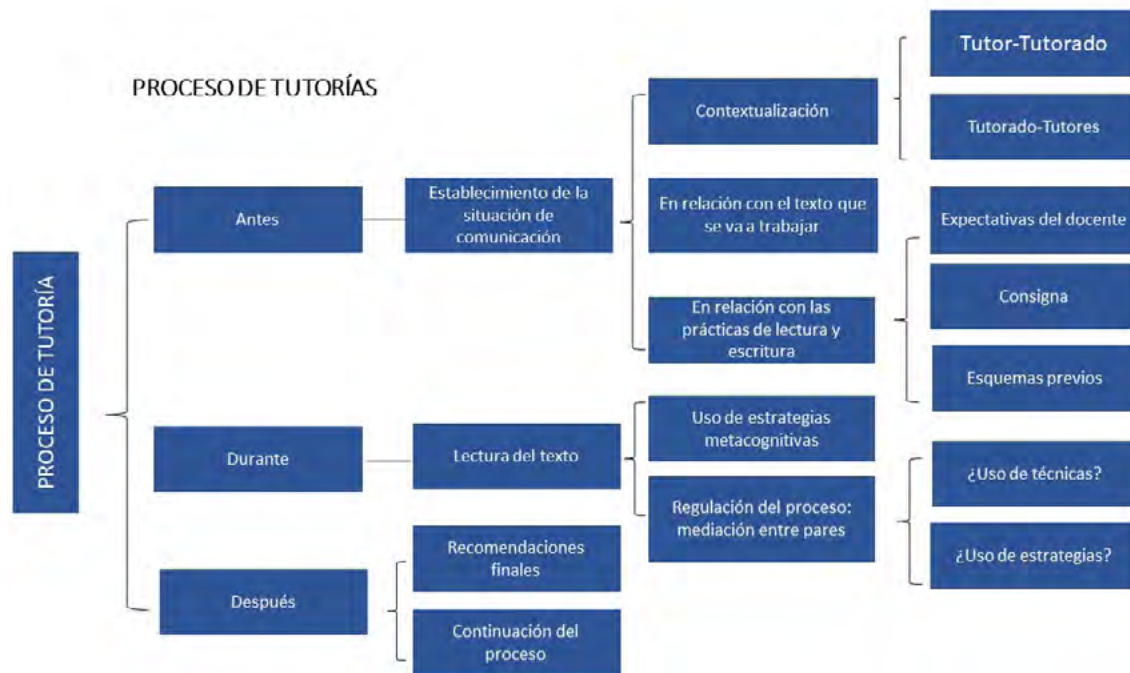 PROCESO DE TUTORÍAS
PROCESO DE TUTORÍA
Antes
Establecimiento de la
situación de
comunicación
Contextualización
Tutor-Tutorado
Tutorado-Tutores
En relación con el texto que
se va a trabajar
En relación con las
prácticas de lectura y
escritura
Expectativas del docente
Consigna
Esquemas previos
Durante
Lectura del texto
Uso de estrategias
metacognitivas
Regulación del proceso:
mediación entre pares
¿Uso de técnicas?
¿Uso de estrategias?
Después
Recomendaciones
finales
Continuación del
proceso